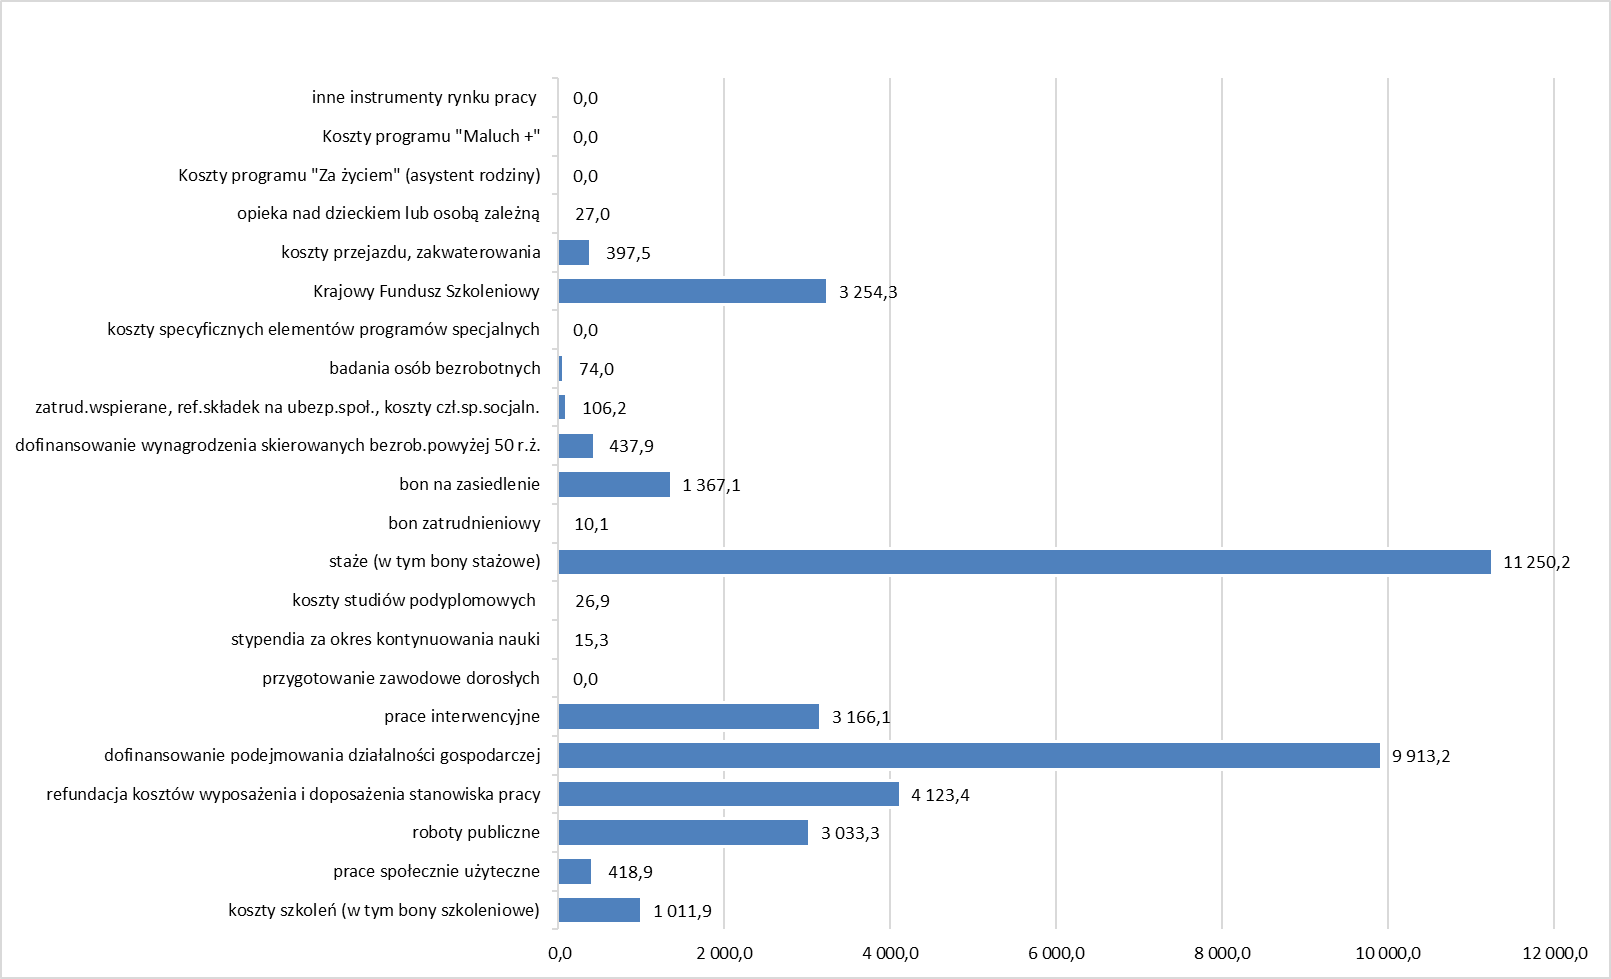 inne instrumenty rynku pracy 0,0
Koszty programu "Maluch +" 0,0
Koszty programu "Za życiem" (asystent rodziny) 0,0
opieka nad dzieckiem lub osobą zależną 27,0
koszty przejazdu, zakwaterowania 397,5
Krajowy Fundusz Szkoleniowy 3 254,3
koszty specyficznych elementów programów specjalnych 0,0
badania osób bezrobotnych 74,0
zatrud.wspierane, ref.składek na ubezp.społ., koszty czł.sp.socjaln. 106,2
dofinansowanie wynagrodzenia skierowanych bezrob.powyżej 50 r.ż. 437,9
bon na zasiedlenie 1 367,1
bon zatrudnieniowy 10,1
staże (w tym bony stażowe) 11 250,2
koszty studiów podyplomowych 26,9
stypendia za okres kontynuowania nauki 15,3
przygotowanie zawodowe dorosłych 0,0
prace interwencyjne 3 166,1
dofinansowanie podejmowania działalności gospodarczej 9 913,2
refundacja kosztów wyposażenia i doposażenia stanowiska pracy 4 123,4
roboty publiczne 3 033,3
prace społecznie użyteczne 418,9
koszty szkoleń (w tym bony szkoleniowe) 1 011,9
0,0 2 000,0 4 000,0 6 000,0 8 000,0 10 000,0 12 000,0